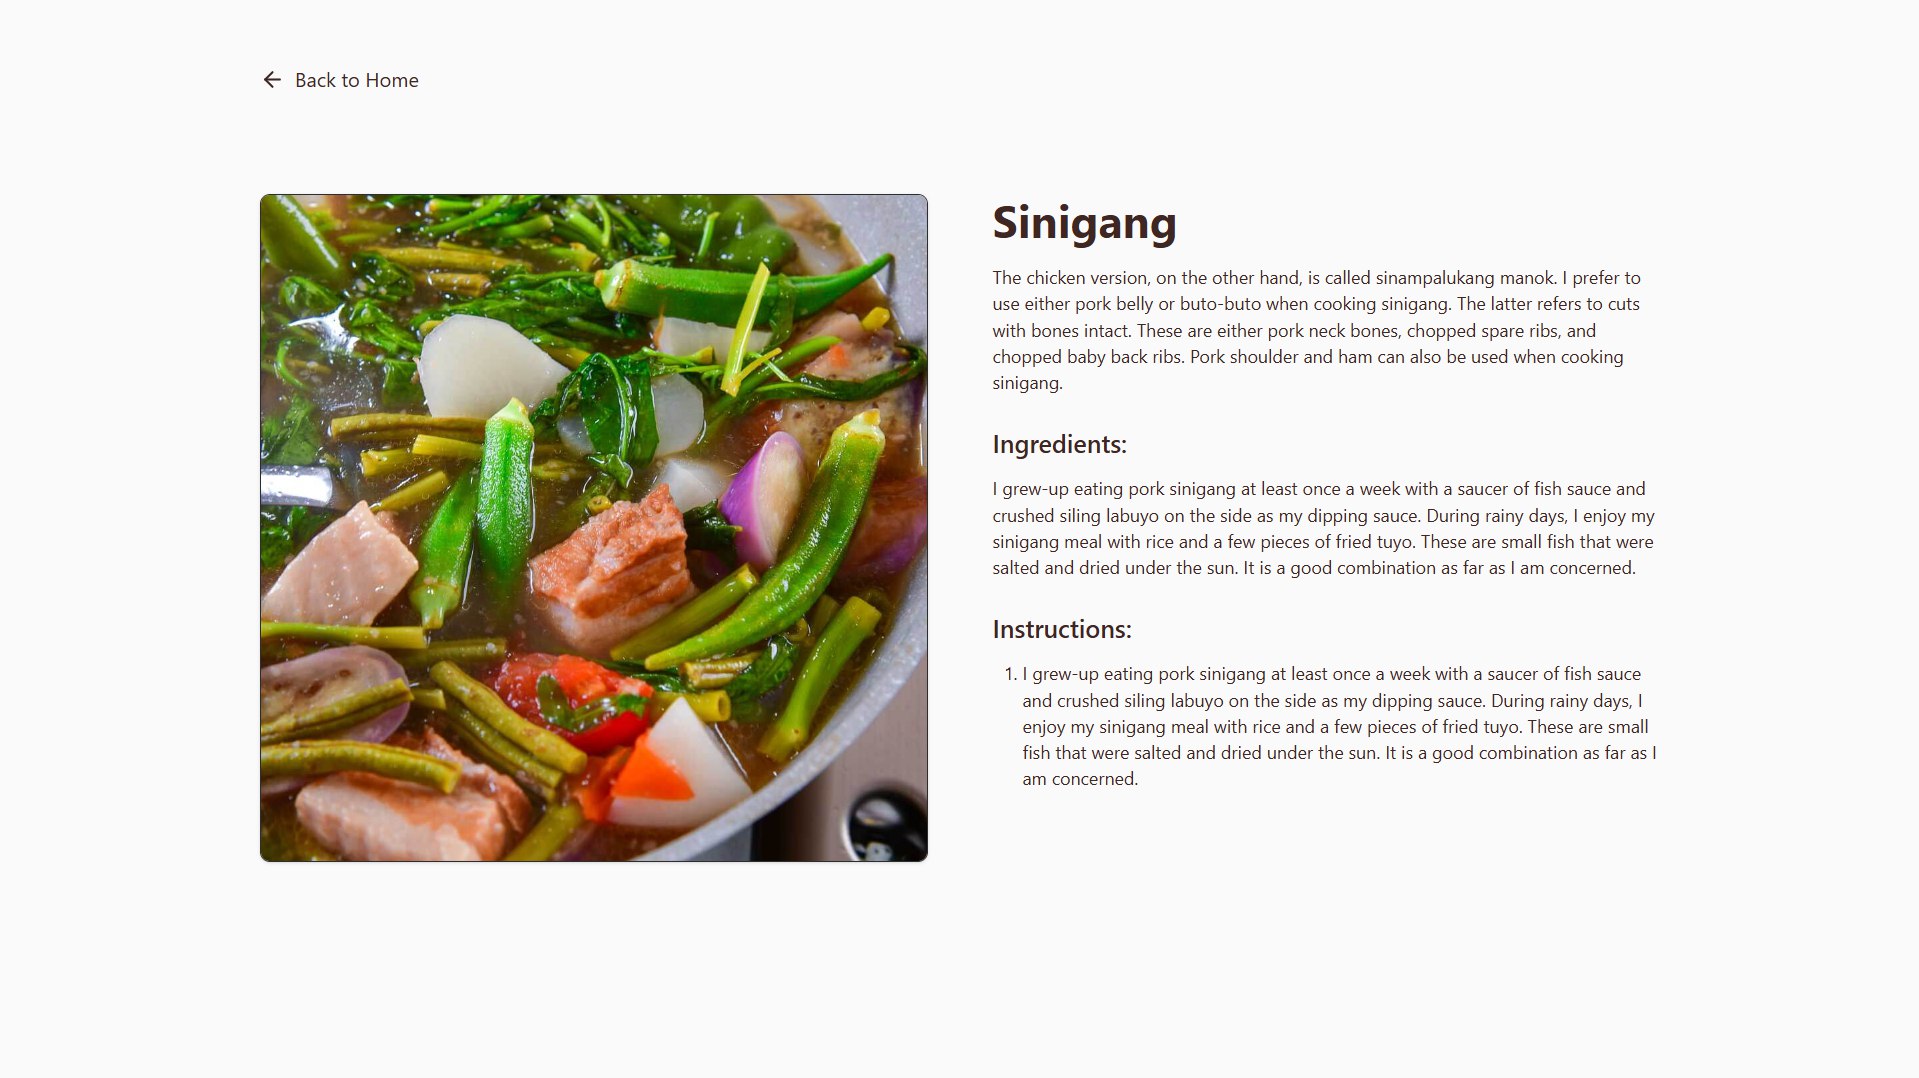 Back to Home
Sinigang
The chicken version, on the other hand, is called sinampalukang manok. I prefer to
use either pork belly or buto-buto when cooking sinigang. The latter refers to cuts
with bones intact. These are either pork neck bones, chopped spare ribs, and
chopped baby back ribs. Pork shoulder and ham can also be used when cooking
sinigang.
Ingredients:
I grew-up eating pork sinigang at least once a week with a saucer of fish sauce and
crushed siling labuyo on the side as my dipping sauce. During rainy days, I enjoy my
sinigang meal with rice and a few pieces of fried tuyo. These are small fish that were
salted and dried under the sun. It is a good combination as far as I am concerned.
Instructions:
1. I grew-up eating pork sinigang at least once a week with a saucer of fish sauce
and crushed siling labuyo on the side as my dipping sauce. During rainy days, I
enjoy my sinigang meal with rice and a few pieces of fried tuyo. These are small
fish that were salted and dried under the sun. It is a good combination as far as I
am concerned.